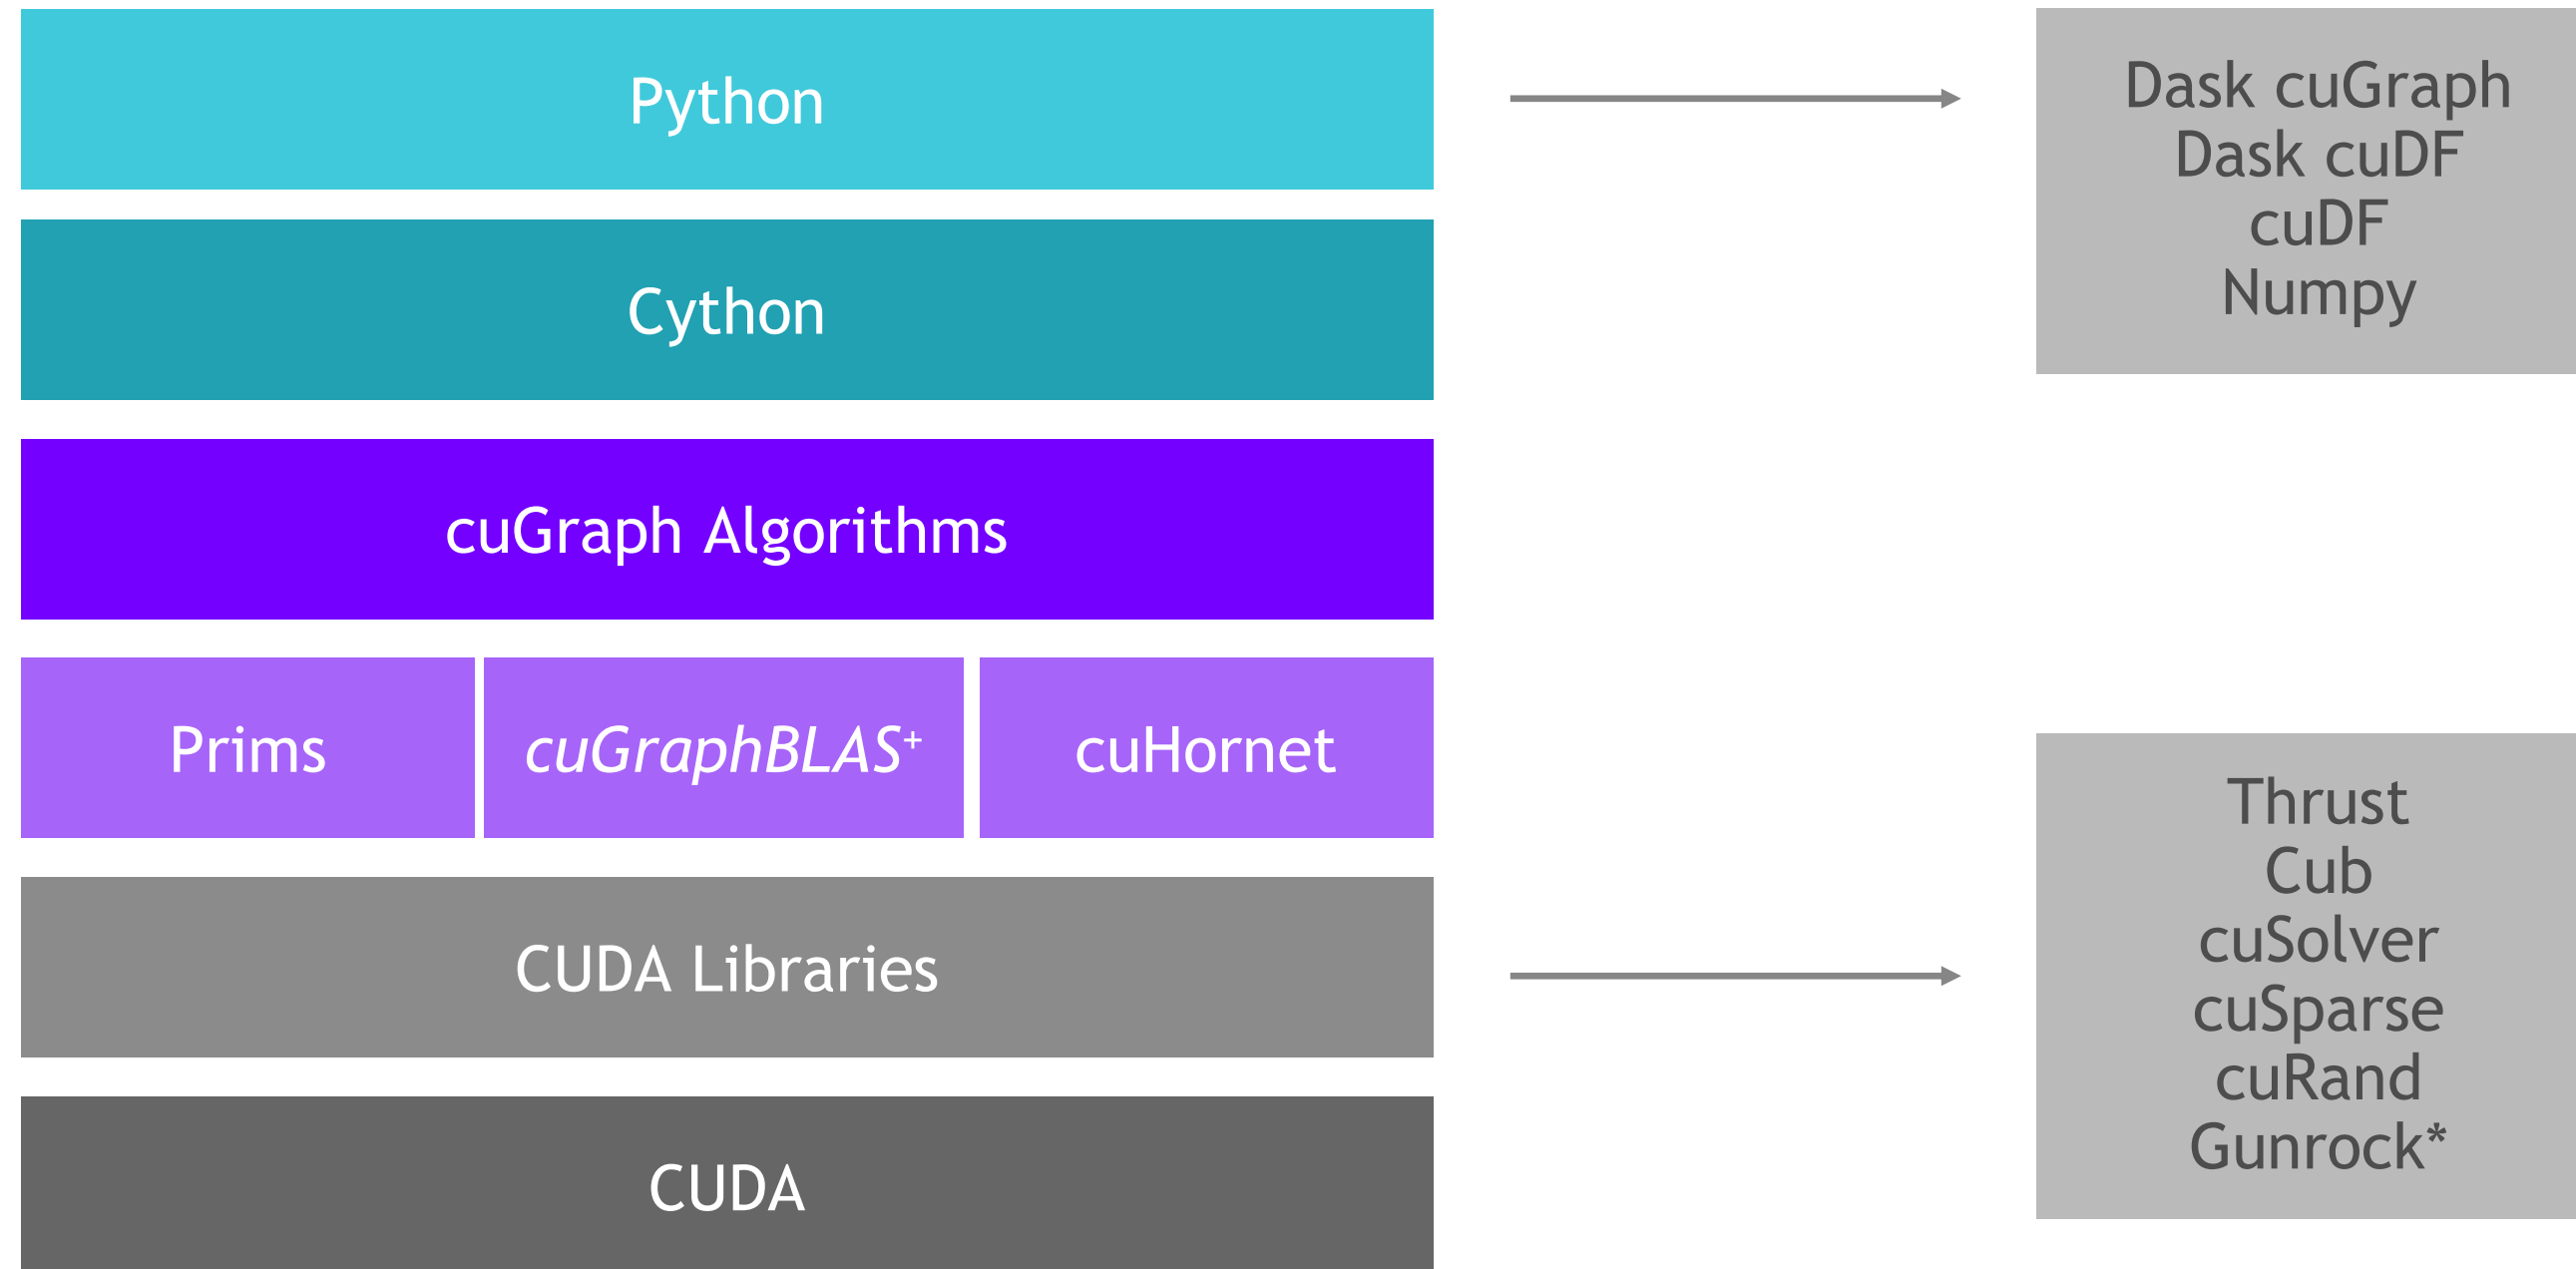 Python
Cython
cuGraph Algorithms
Prims
cuGraphBLAS+
cuHornet
CUDA Libraries
CUDA
Dask cuGraph
Dask cuDF
cuDF
Numpy
Thrust
Cub
cuSolver
cuSparse
cuRand
Gunrock*